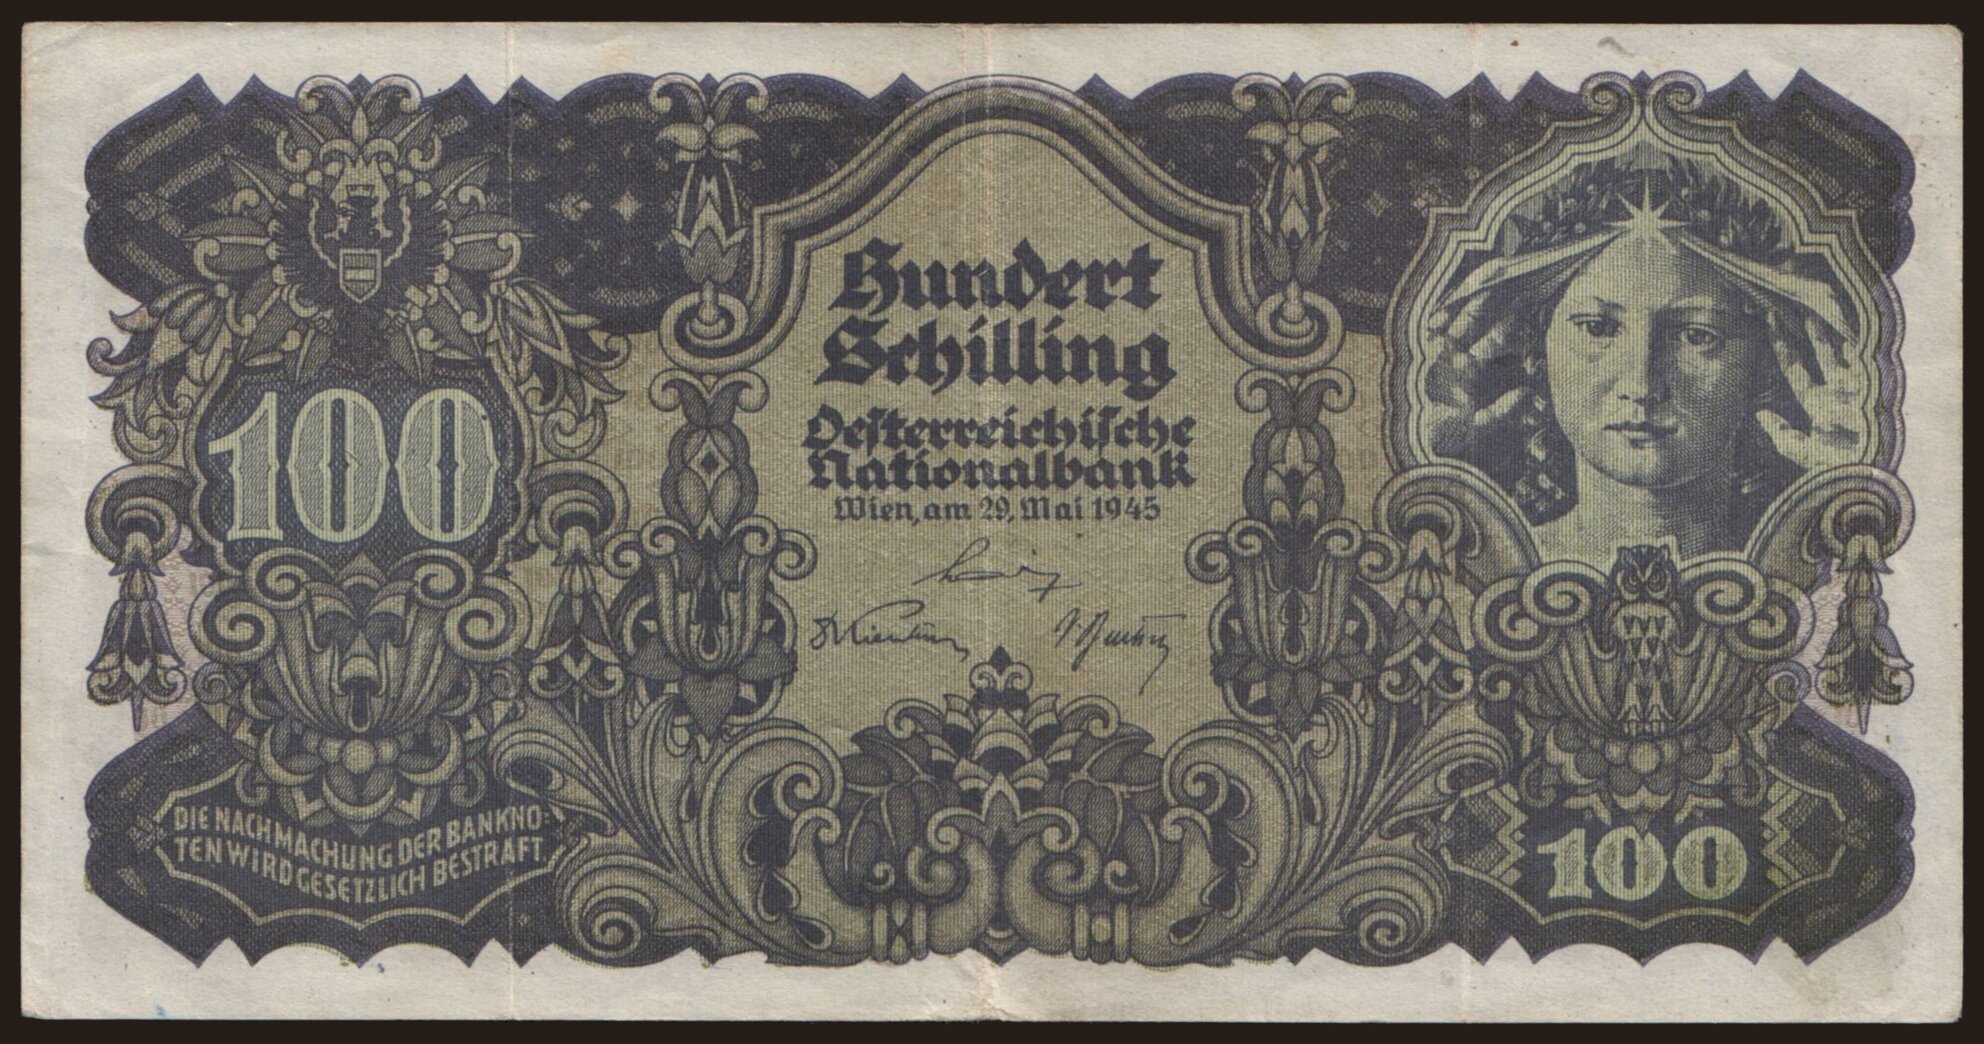 100
Hundert
Schilling
Oeſterreichiſche
Nationalbank
Wien, am 29. Mai 1945
DIE NACHMACHUNG DER BANKNO-
TEN WIRD GESETZLICH BESTRAFT.
100